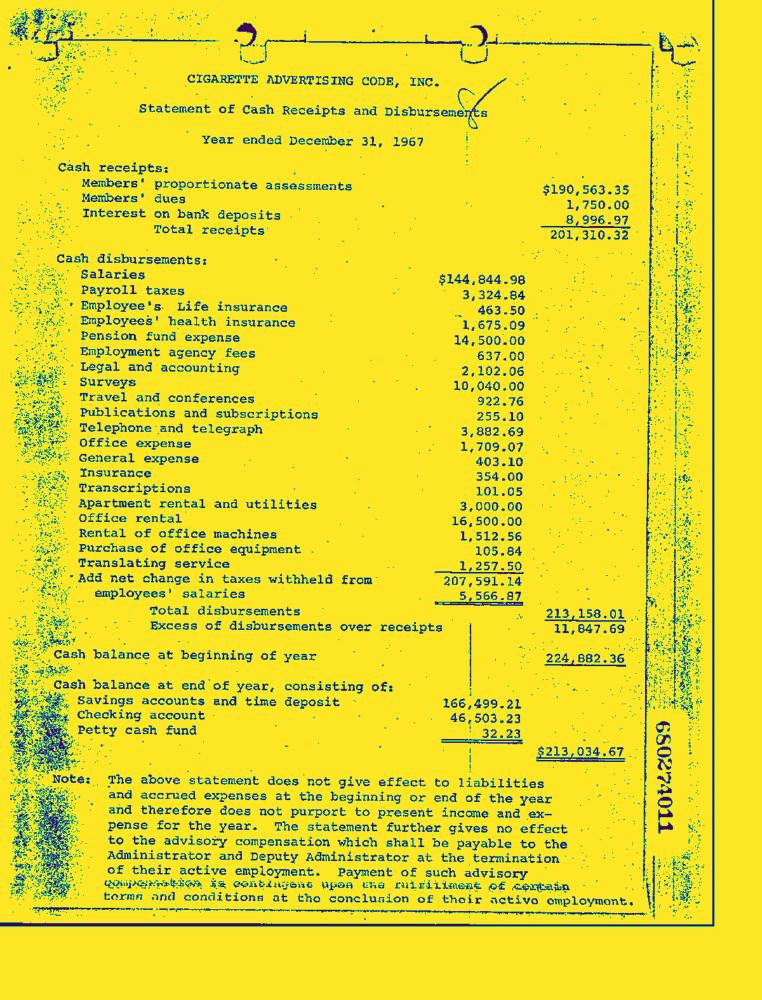 CIGARETTE ADVERTISING CODE, INC.
Statement of Cash Receipts and Disbursements
Year ended December 31, 1967
Cash receipts:
Members' proportionate assessments $190,563.35
Members' dues 1,750.00
Interest on bank deposits 8,996.97
Total receipts 201,310.32
Cash disbursements:
Salaries $144,844.98
Payroll taxes 3,324.84
Employee's Life insurance 463.50
Employees' health insurance 1,675.09
Pension fund expense 14,500.00
Employment agency fees 637.00
Legal and accounting 2,102.06
Surveys 10,040.00
Travel and conferences 922.76
Publications and subscriptions 255.10
Telephone and telegraph 3,882.69
Office expense 1,709.07
General expense 403.10
Insurance 354.00
Transcriptions 101.05
Apartment rental and utilities 3,000.00
Office rental 16,500.00
Rental of office machines 1,512.56
Purchase of office equipment 105.84
Translating service 1,257.50
Add net change in taxes withheld from 207,591.14
employees' salaries 5,566.87
Total disbursements 213,158.01
Excess of disbursements over receipts 11,847.69
Cash balance at beginning of year 224,882.36
Cash balance at end of year, consisting of:
Savings accounts and time deposit 166,499.21
Checking account 46,503.23
Petty cash fund 32.23
$213,034.67
Note: The above statement does not give effect to liabilities
and accrued expenses at the beginning or end of the year
and therefore does not purport to present income and ex-
pense for the year. The statement further gives no effect
to the advisory compensation which shall be payable to the
Administrator and Deputy Administrator at the termination
of their active employment. Payment of such advisory
compensation is contingent upon the fulfillment of certain
terms and conditions at the conclusion of their active employment.
680274011